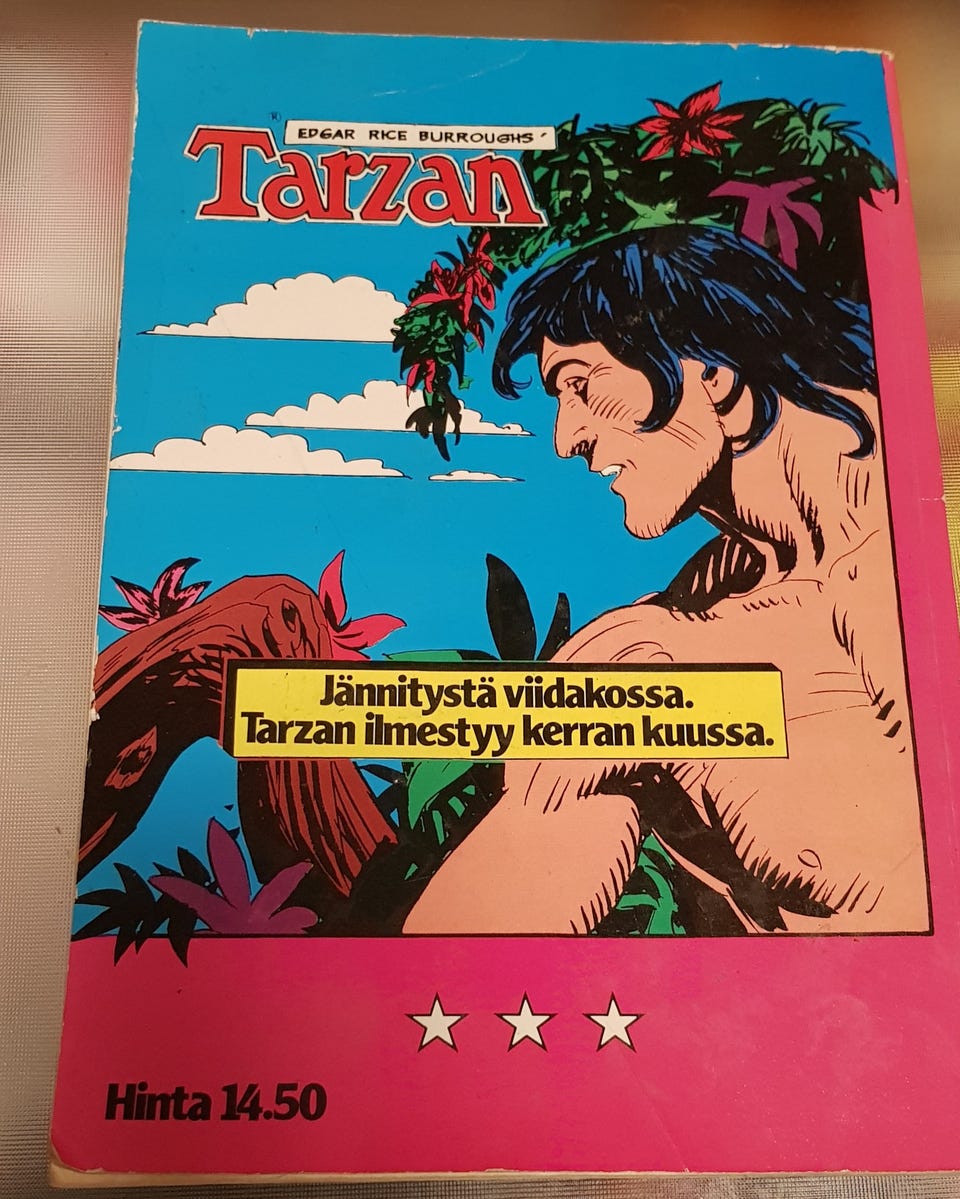 ®
EDGAR RICE BURROUGHS'
Tarzan
Jännitystä viidakossa.
Tarzan ilmestyy kerran kuussa.
Hinta 14.50